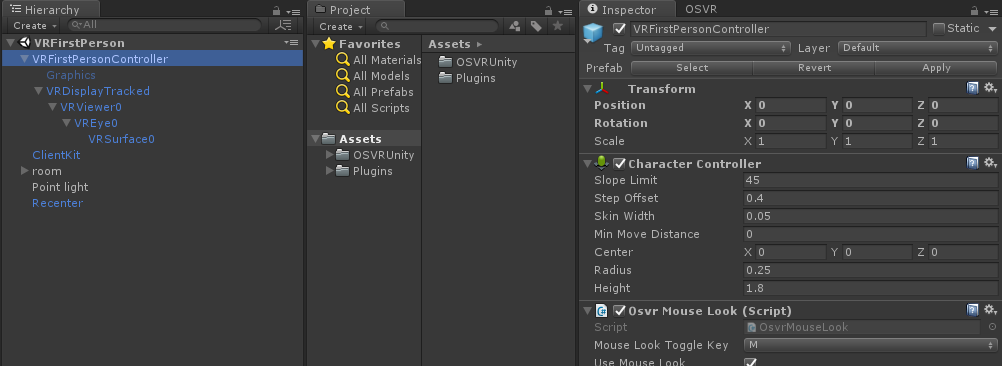 Hierarchy
Create
All
VRFirstPerson
VRFirstPersonController
Graphics
VRDisplayTracked
VRViewer0
VREye0
VRSurface0
ClientKit
room
Point light
Recenter
Project
Create
Favorites
All Materials
All Models
All Prefabs
All Scripts
Assets
OSVRUnity
Plugins
Assets
OSVRUnity
Plugins
Inspector OSVR
VRFirstPersonController Static
Tag Untagged Layer Default
Prefab Select Revert Apply
Transform
Position X 0 Y 0 Z 0
Rotation X 0 Y 0 Z 0
Scale X 1 Y 1 Z 1
Character Controller
Slope Limit 45
Step Offset 0.4
Skin Width 0.05
Min Move Distance 0
Center X 0 Y 0 Z 0
Radius 0.25
Height 1.8
Osvr Mouse Look (Script)
Script OsvrMouseLook
Mouse Look Toggle Key M
Use Mouse Look